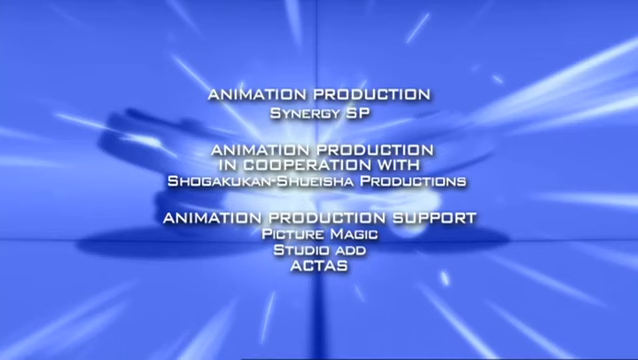 ANIMATION PRODUCTION
SYNERGY SP
ANIMATION PRODUCTION
IN COOPERATION WITH
SHOGAKUKAN-SHUEISHA PRODUCTIONS
ANIMATION PRODUCTION SUPPORT
PICTURE MAGIC
STUDIO ADD
ACTAS